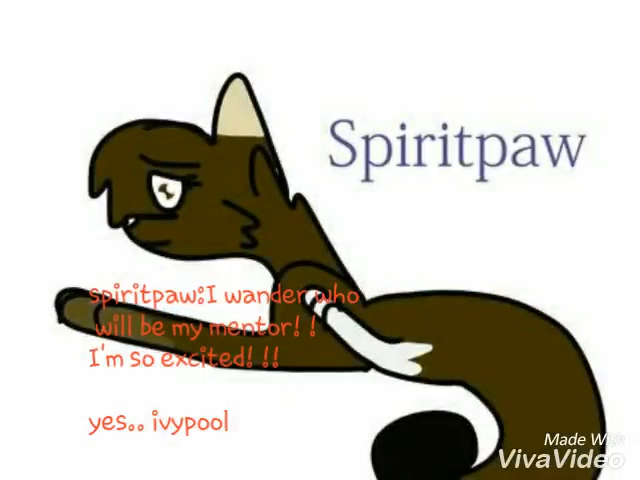 Spiritpaw
spiritpaw:I wander who
will be my mentor! !
I'm so excited! !!
yes.. ivypool
Made With
VivaVideo